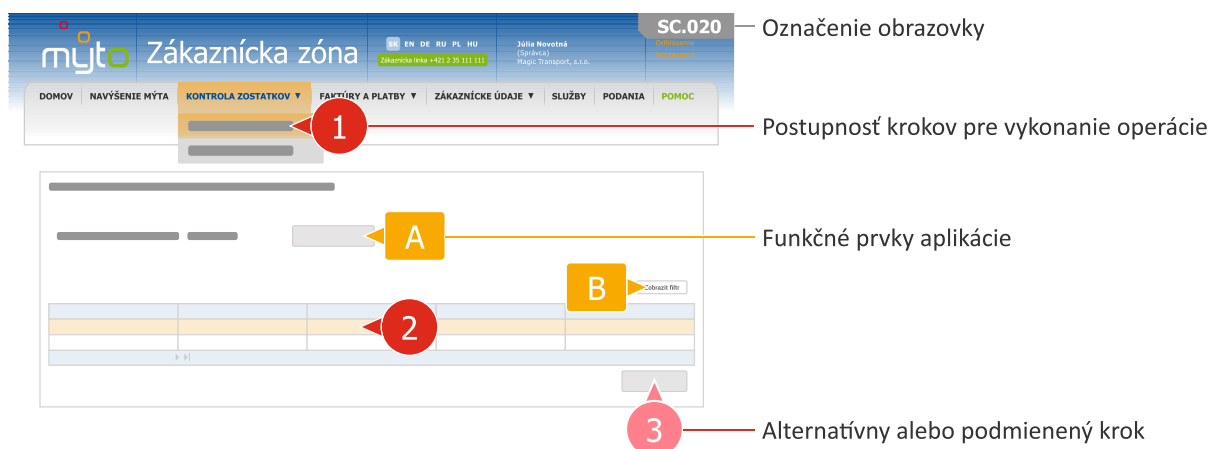 SC.020
Označenie obrazovky
myto
Zákaznícka zóna
SK EN DE RU PL HU
Zákaznícka linka +421 2 35 111 111
Júlia Novotná
(Správca)
Magic Transport, s.r.o.
DOMOV NAVÝŠENIE MÝTA KONTROLA ZOSTATKOV ▼ FAKTÚRY A PLATBY ▼ ZÁKAZNÍCKE ÚDAJE ▼ SLUŽBY PODANIA POMOC
1
Postupnosť krokov pre vykonanie operácie
A
Funkčné prvky aplikácie
B
Zobrazit filtr
2
3
Alternatívny alebo podmienený krok